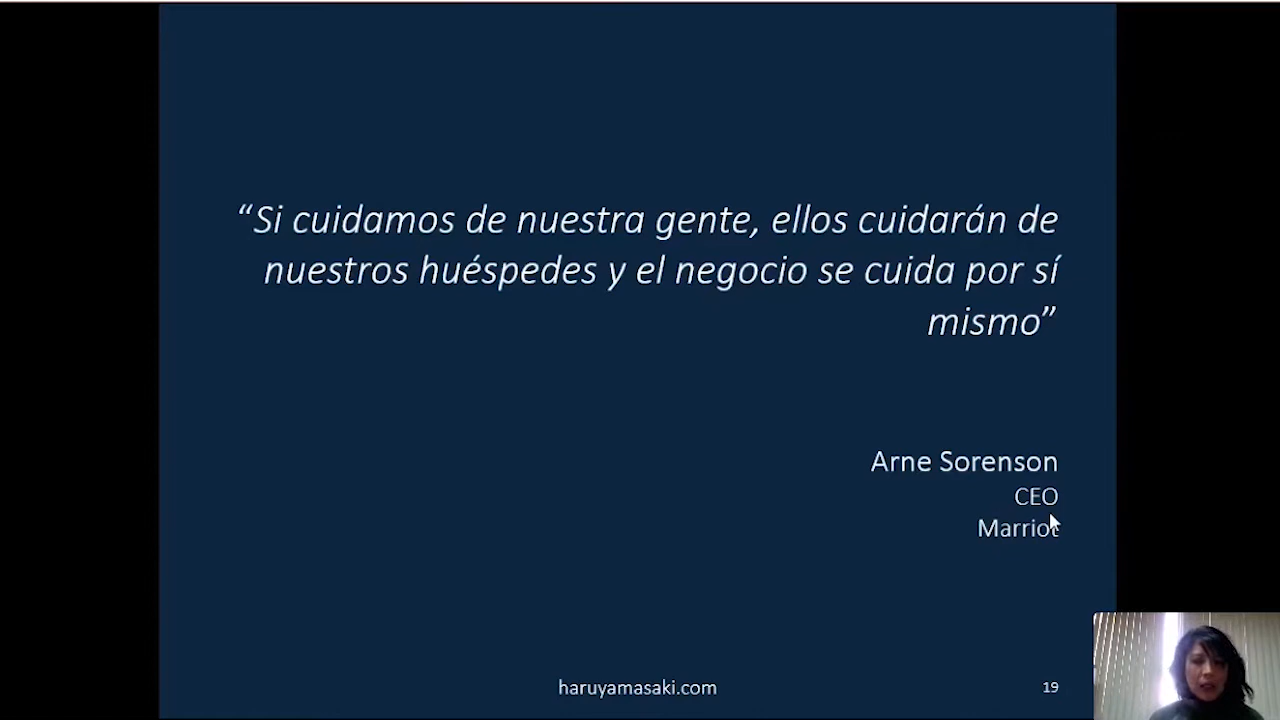 “Si cuidamos de nuestra gente, ellos cuidarán de
nuestros huéspedes y el negocio se cuida por sí
mismo”
Arne Sorenson
CEO
Marriot
haruyamasaki.com
19